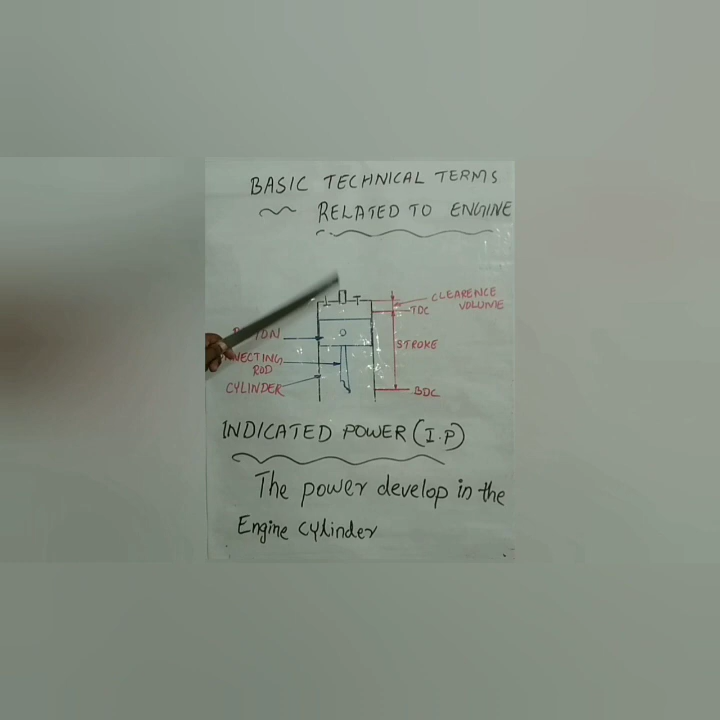 BASIC TECHNICAL TERMS
RELATED TO ENGINE
CLEARENCE
VOLUME
TDC
STROKE
ROD
CYLINDER
BDC
INDICATED POWER (I.P)
The power develop in the
Engine cylinder